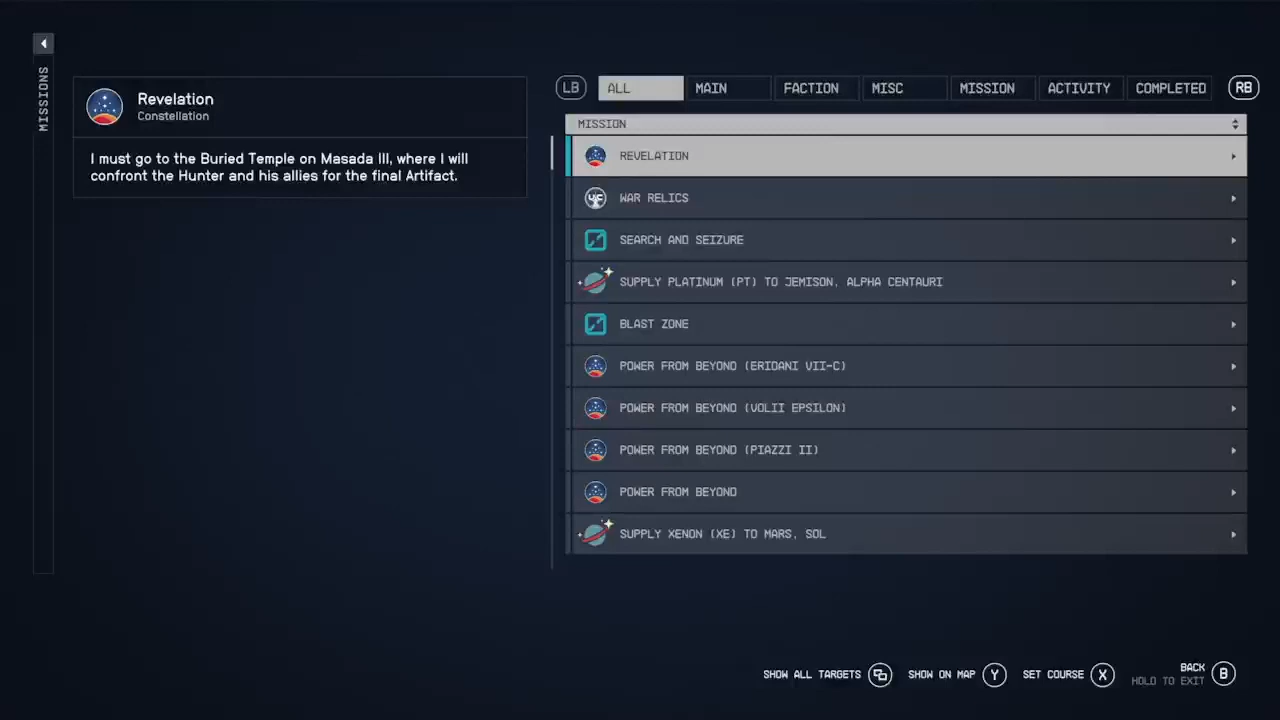 MISSIONS
Revelation
Constellation
I must go to the Buried Temple on Masada III, where I will
confront the Hunter and his allies for the final Artifact.
LB ALL MAIN FACTION MISC MISSION ACTIVITY COMPLETED RB
MISSION
REVELATION
UC WAR RELICS
SEARCH AND SEIZURE
SUPPLY PLATINUM (PT) TO JEMISON, ALPHA CENTAURI
BLAST ZONE
POWER FROM BEYOND (ERIDANI VII-C)
POWER FROM BEYOND (VOLII EPSILON)
POWER FROM BEYOND (PIAZZI II)
POWER FROM BEYOND
SUPPLY XENON (XE) TO MARS, SOL
SHOW ALL TARGETS SHOW ON MAP Y SET COURSE X BACK B
HOLD TO EXIT